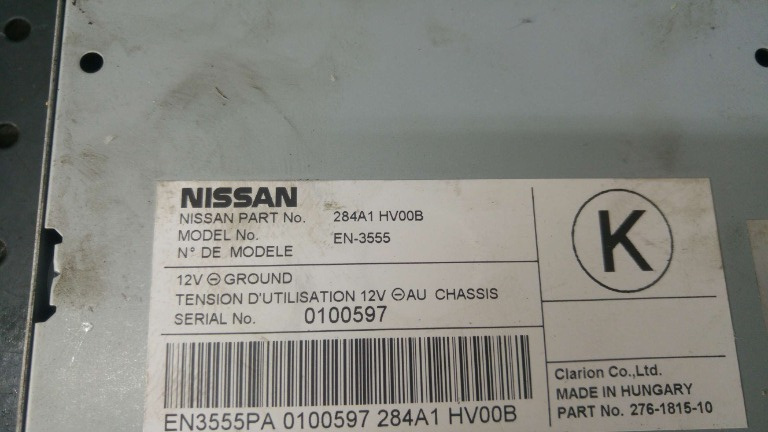 NISSAN
NISSAN PART No. 284A1 HV00B
MODEL No. EN-3555
N° DE MODELE
12V ⊖ GROUND
TENSION D'UTILISATION 12V ⊖ AU CHASSIS
SERIAL No. 0100597
EN3555PA 0100597 284A1 HV00B
K
Clarion Co.,Ltd.
MADE IN HUNGARY
PART No. 276-1815-10